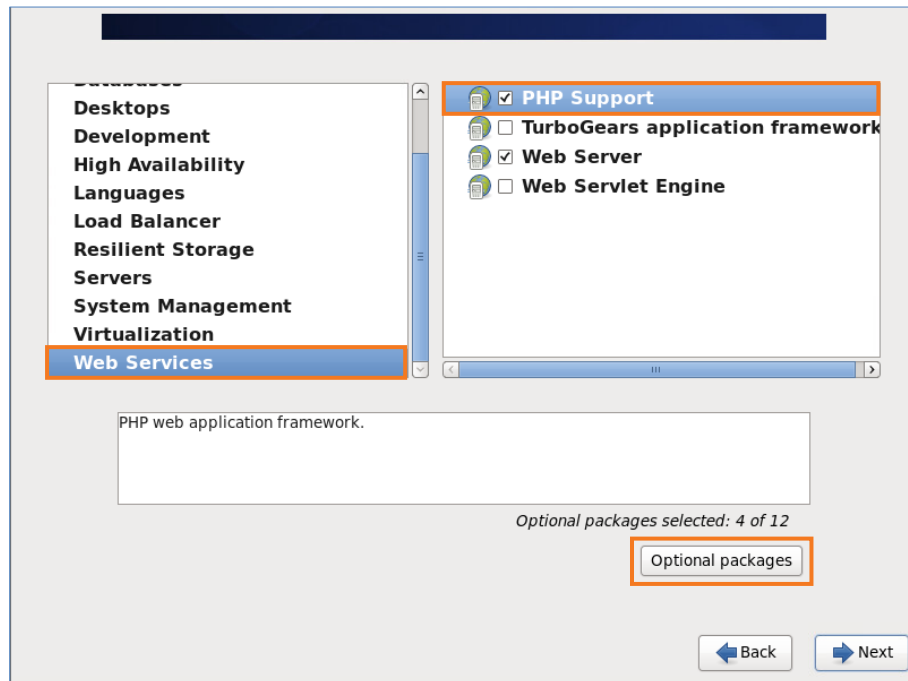 Databases
Desktops
Development
High Availability
Languages
Load Balancer
Resilient Storage
Servers
System Management
Virtualization
Web Services
PHP Support
TurboGears application framework
Web Server
Web Servlet Engine
PHP web application framework.
Optional packages selected: 4 of 12
Optional packages
Back
Next